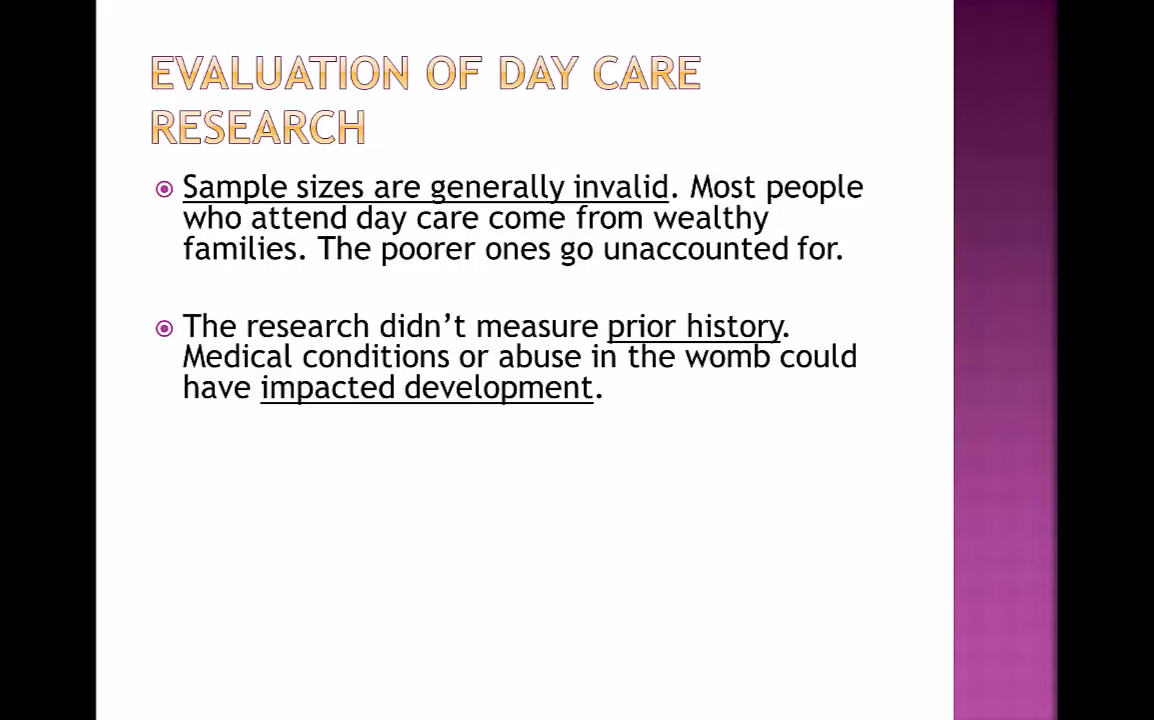 EVALUATION OF DAY CARE
RESEARCH
Sample sizes are generally invalid. Most people
who attend day care come from wealthy
families. The poorer ones go unaccounted for.
The research didn’t measure prior history.
Medical conditions or abuse in the womb could
have impacted development.